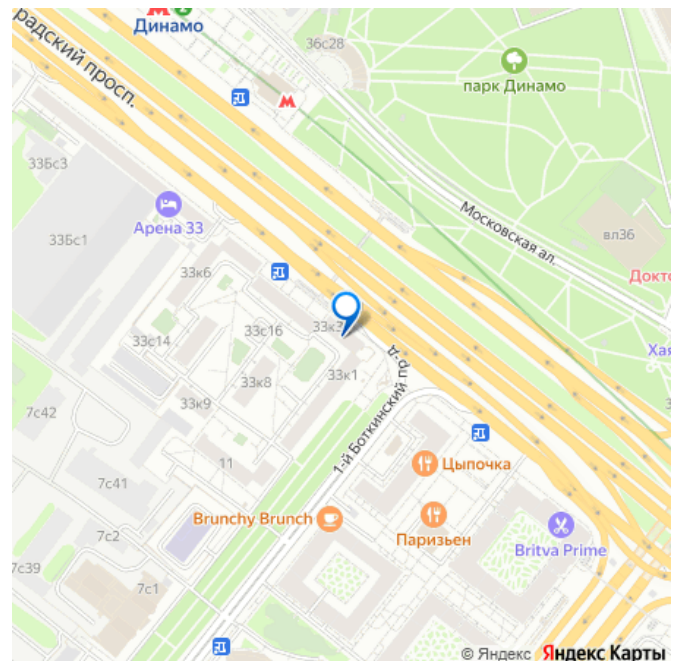 Динамо
радский просп.
36с28
парк Динамо
33Бс3
Арена 33
33Бс1
Московская ал.
вл36
Докто
33к6
33с16
33к3
Хая
33с14
33к8
33к1
33к9
1-й Боткинский пр-д
7с42
11
Цыпочка
7с41
Brunchy Brunch
Паризьен
Britva Prime
7с2
7с39
7с1
© Яндекс Яндекс Карты